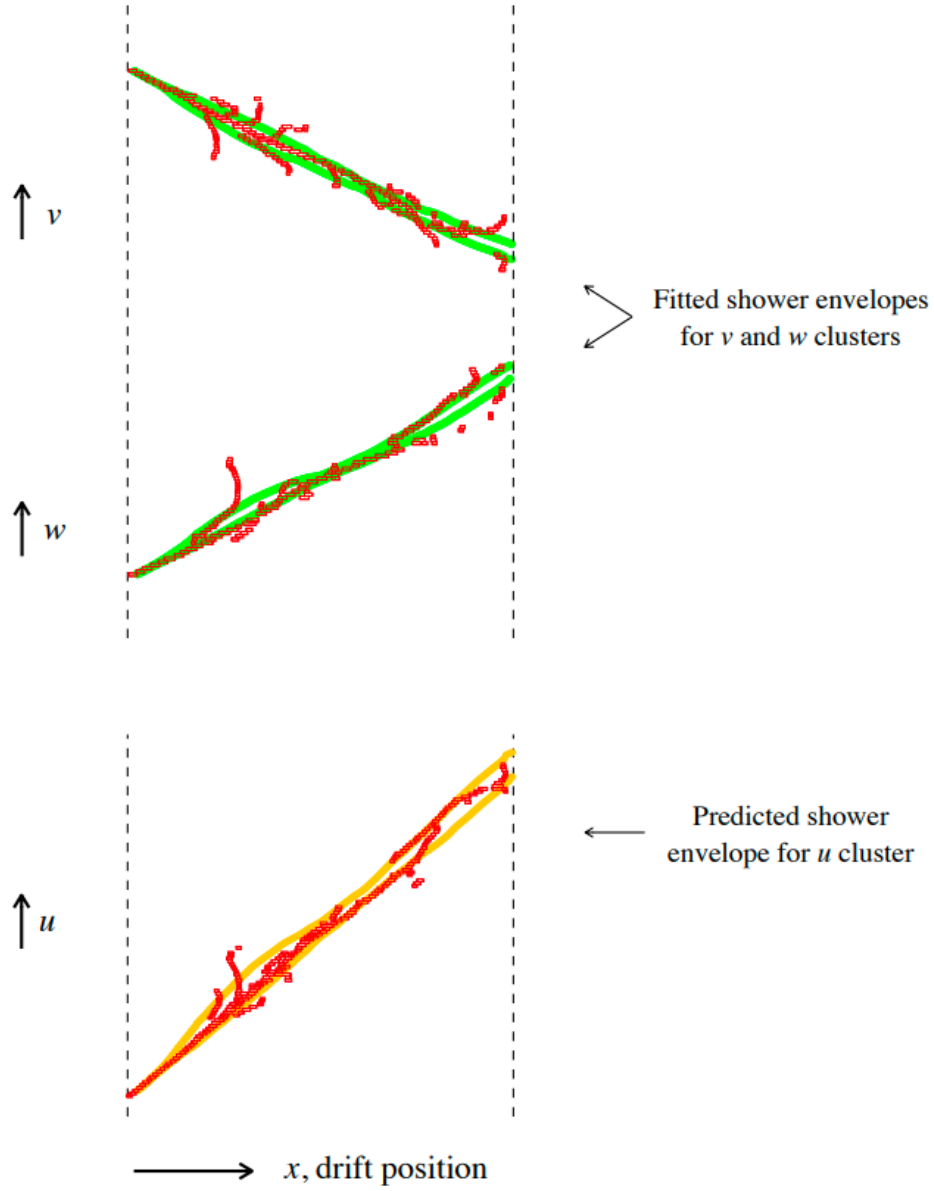 v
Fitted shower envelopes
for v and w clusters
w
Predicted shower
envelope for u cluster
u
x, drift position